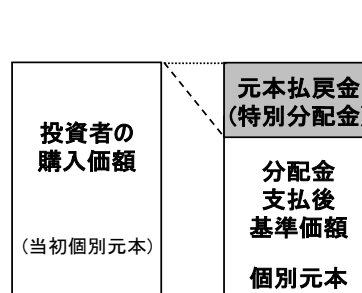 投資者の
購入価額
(当初個別元本)
元本払戻金
(特別分配金)
分配金
支払後
基準価額
個別元本